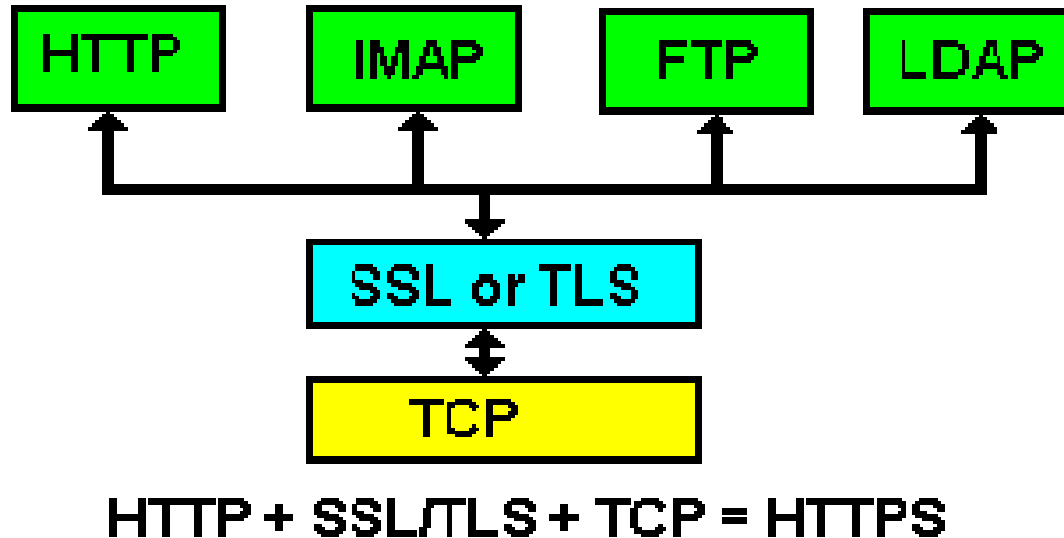 HTTP IMAP FTP LDAP
SSL or TLS
TCP
HTTP + SSL/TLS + TCP = HTTPS